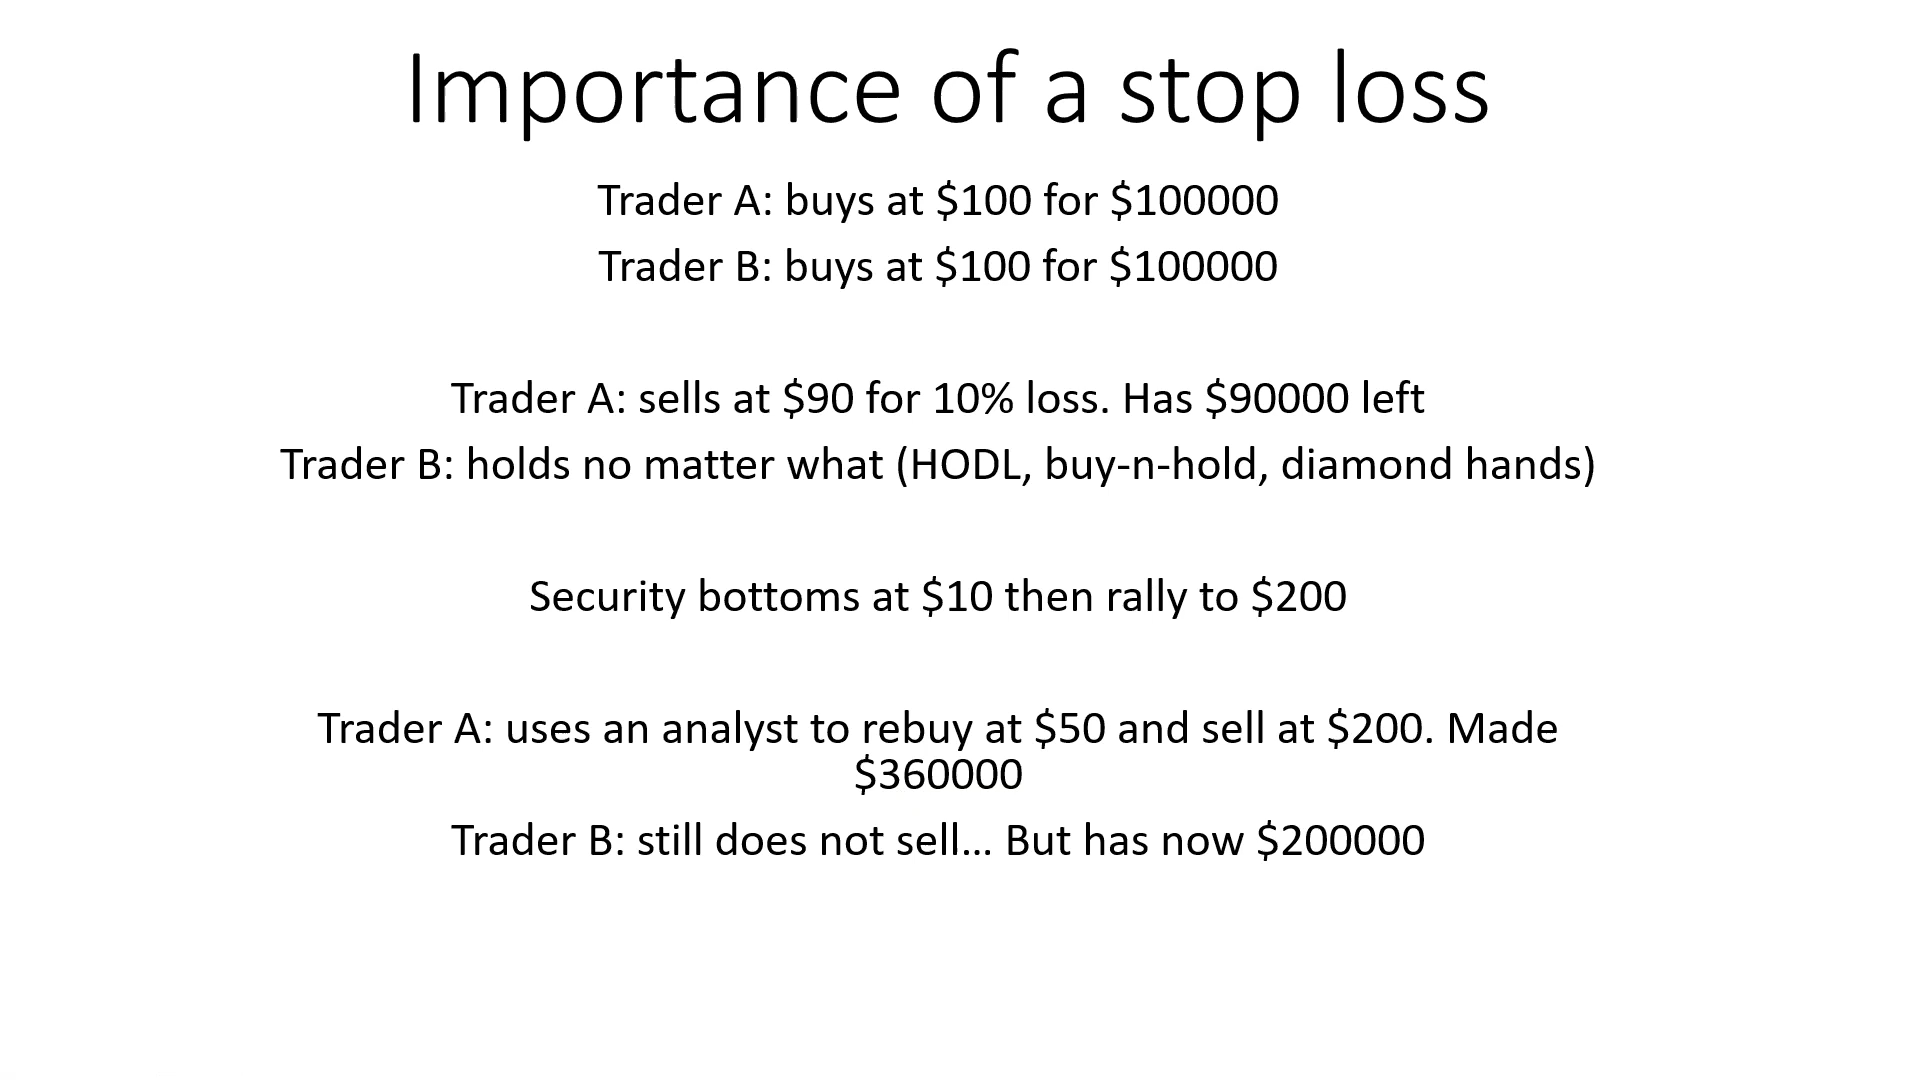 Importance of a stop loss
Trader A: buys at $100 for $100000
Trader B: buys at $100 for $100000
Trader A: sells at $90 for 10% loss. Has $90000 left
Trader B: holds no matter what (HODL, buy-n-hold, diamond hands)
Security bottoms at $10 then rally to $200
Trader A: uses an analyst to rebuy at $50 and sell at $200. Made
$360000
Trader B: still does not sell... But has now $200000